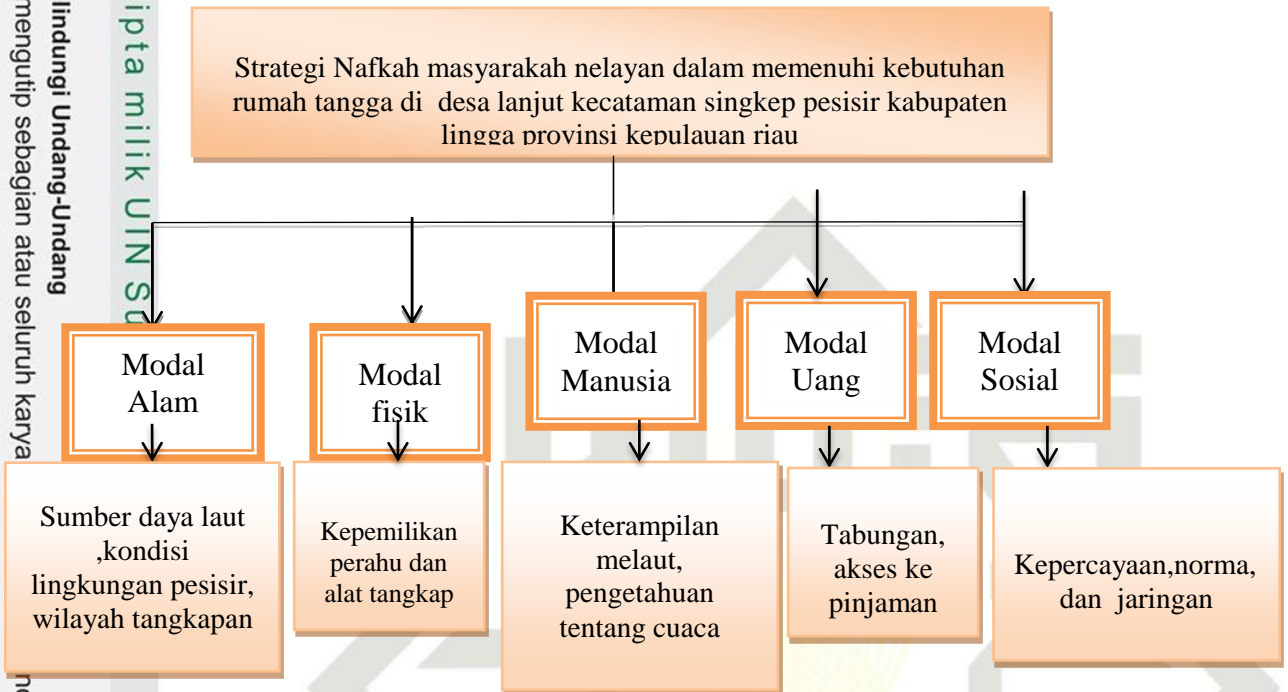 Strategi Nafkah masyarakah nelayan dalam memenuhi kebutuhan
rumah tangga di desa lanjut kecataman singkep pesisir kabupaten
lingga provinsi kepulauan riau
Modal
Alam
Modal
fisik
Modal
Manusia
Modal
Uang
Modal
Sosial
Sumber daya laut
,kondisi
lingkungan pesisir,
wilayah tangkapan
Kepemilikan
perahu dan
alat tangkap
Keterampilan
melaut,
pengetahuan
tentang cuaca
Tabungan,
akses ke
pinjaman
Kepercayaan,norma,
dan jaringan
ipta milik UIN Su
lindungi Undang-Undang
mengutip sebagian atau seluruh karya